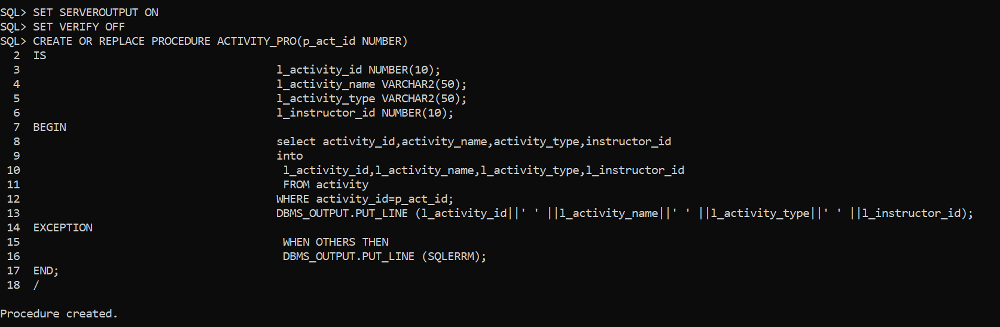 SQL> SET SERVEROUTPUT ON
SQL> SET VERIFY OFF
SQL> CREATE OR REPLACE PROCEDURE ACTIVITY_PRO(p_act_id NUMBER)
2 IS
3 l_activity_id NUMBER(10);
4 l_activity_name VARCHAR2(50);
5 l_activity_type VARCHAR2(50);
6 l_instructor_id NUMBER(10);
7 BEGIN
8 select activity_id,activity_name,activity_type,instructor_id
9 into
10 l_activity_id,l_activity_name,l_activity_type,l_instructor_id
11 FROM activity
12 WHERE activity_id=p_act_id;
13 DBMS_OUTPUT.PUT_LINE (l_activity_id||' ' ||l_activity_name||' ' ||l_activity_type||' ' ||l_instructor_id);
14 EXCEPTION
15 WHEN OTHERS THEN
16 DBMS_OUTPUT.PUT_LINE (SQLERRM);
17 END;
18 /
Procedure created.